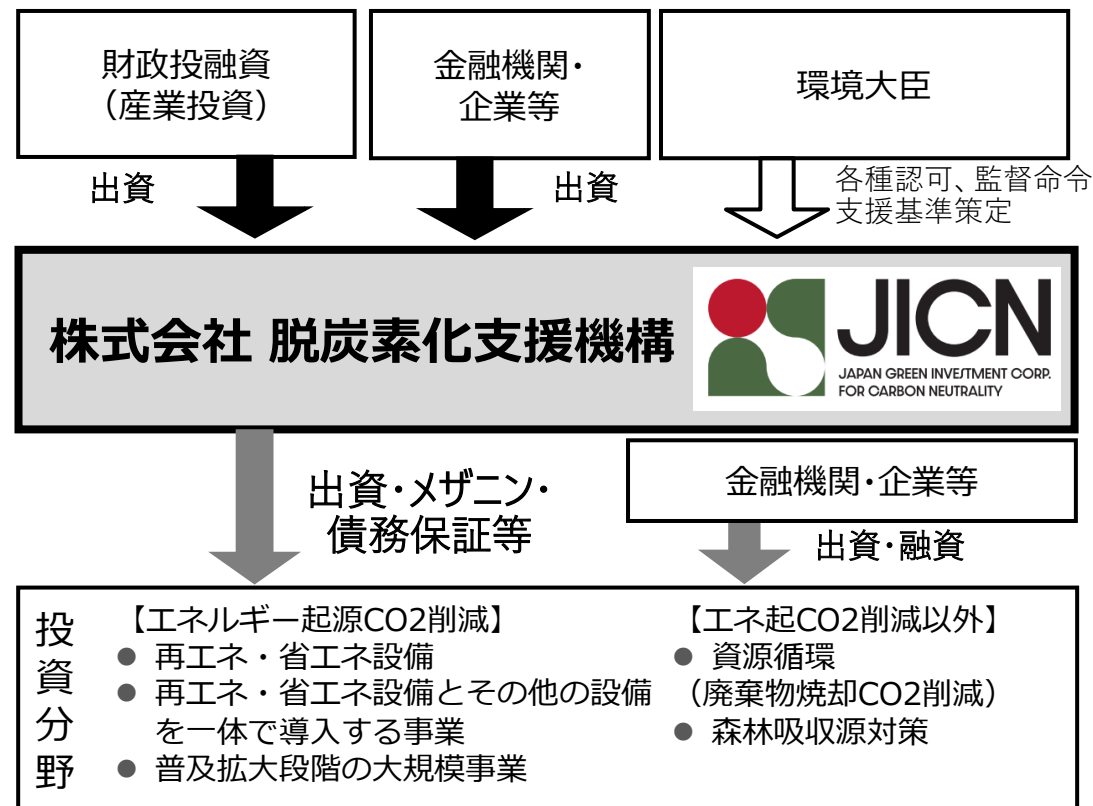 財政投融資
（産業投資）
金融機関・
企業等
環境大臣
出資
出資
各種認可、監督命令
支援基準策定
株式会社 脱炭素化支援機構
JICN
JAPAN GREEN INVESTMENT CORP.
FOR CARBON NEUTRALITY
出資・メザニン・
債務保証等
金融機関・企業等
出資・融資
投資分野
【エネルギー起源CO2削減】
● 再エネ・省エネ設備
● 再エネ・省エネ設備とその他の設備
を一体で導入する事業
● 普及拡大段階の大規模事業
【エネ起CO2削減以外】
● 資源循環
（廃棄物焼却CO2削減）
● 森林吸収源対策